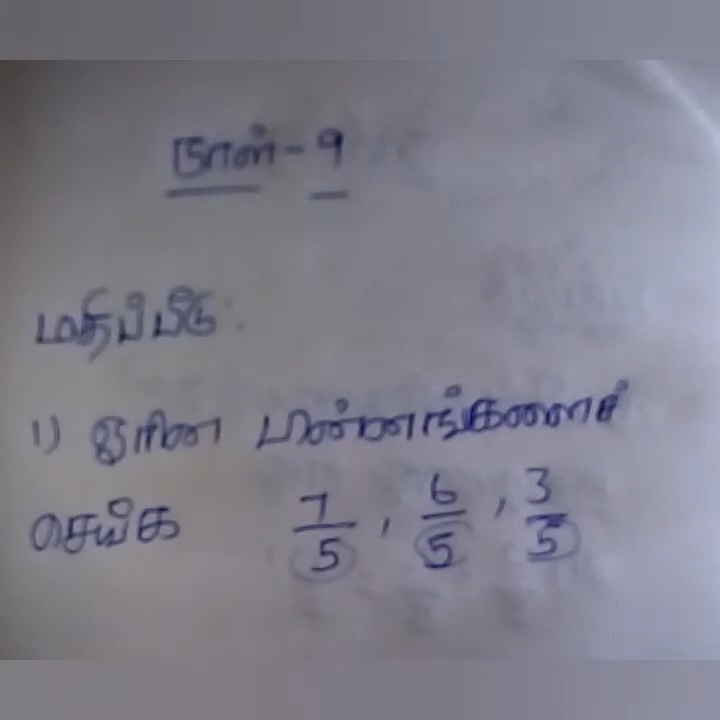 நாள் - 9
மதிப்பீடு:
1) ஓரின பின்னங்களைச்
செய்க 7/5, 6/5, 3/5